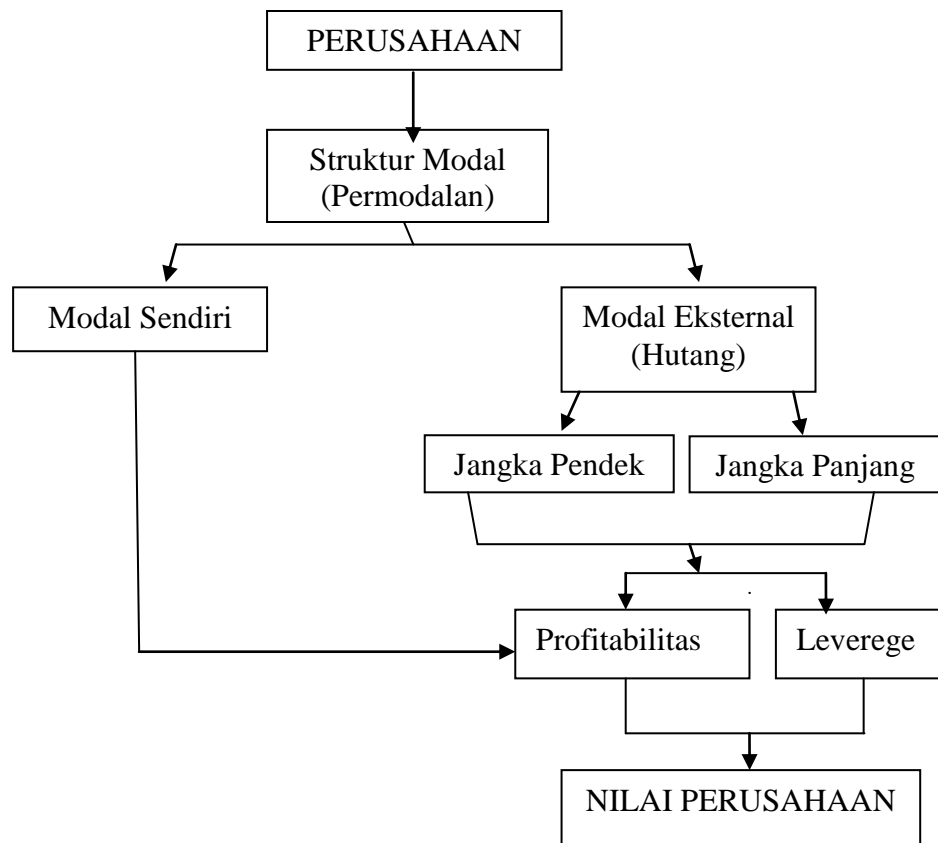 PERUSAHAAN
Struktur Modal
(Permodalan)
Modal Sendiri
Modal Eksternal
(Hutang)
Jangka Pendek
Jangka Panjang
Profitabilitas
Leverege
NILAI PERUSAHAAN